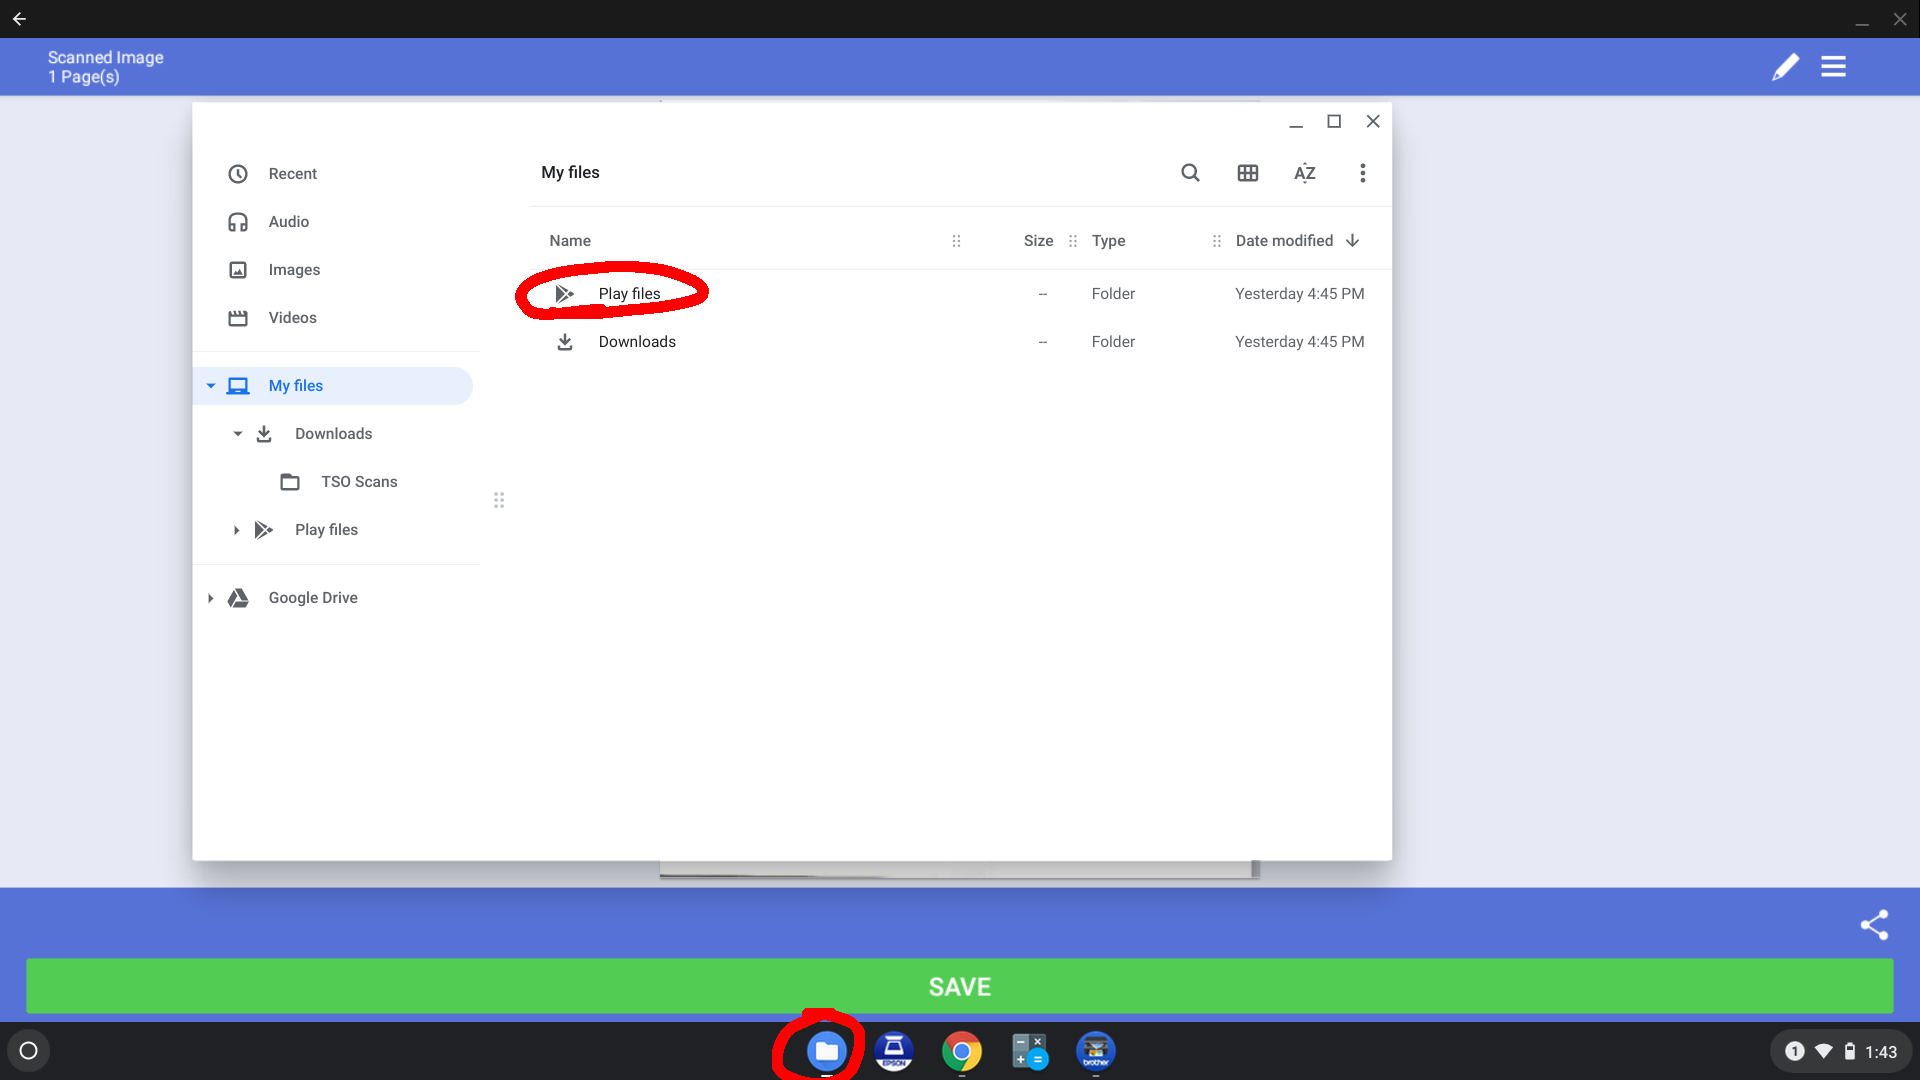 Scanned Image
1 Page(s)
Recent
Audio
Images
Videos
My files
Downloads
TSO Scans
Play files
Google Drive
My files
AZ
Name Size Type Date modified
Play files -- Folder Yesterday 4:45 PM
Downloads -- Folder Yesterday 4:45 PM
SAVE
EPSON
brother
1 1:43